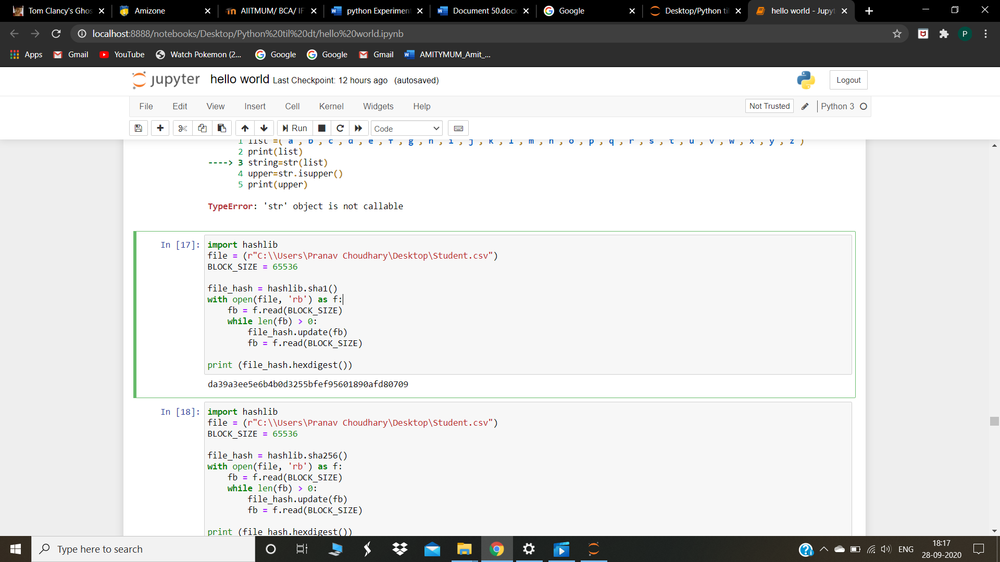 Tom Clancy's Ghos
Amizone
AIITMUM/ BCA/ IF
python Experiment
Document 50.docx
Google
Desktop/Python til
hello world - Jupyt
localhost:8888/notebooks/Desktop/Python%20til%20dt/hello%20world.ipynb
P
Apps
Gmail
YouTube
Watch Pokemon (2...
Google
Google
Gmail
AMITYMUM_Amit_...
jupyter hello world Last Checkpoint: 12 hours ago (autosaved)
Logout
File Edit View Insert Cell Kernel Widgets Help
Not Trusted
Python 3
Run
Code
1 list =('a','b','c','d','e','f','g','h','i','j','k','l','m','n','o','p','q','r','s','t','u','v','w','x','y','z')
2 print(list)
----> 3 string=str(list)
4 upper=str.isupper()
5 print(upper)
TypeError: 'str' object is not callable
In [17]: import hashlib
file = (r"C:\\Users\Pranav Choudhary\Desktop\Student.csv")
BLOCK_SIZE = 65536
file_hash = hashlib.sha1()
with open(file, 'rb') as f:
fb = f.read(BLOCK_SIZE)
while len(fb) > 0:
file_hash.update(fb)
fb = f.read(BLOCK_SIZE)
print (file_hash.hexdigest())
da39a3ee5e6b4b0d3255bfef95601890afd80709
In [18]: import hashlib
file = (r"C:\\Users\Pranav Choudhary\Desktop\Student.csv")
BLOCK_SIZE = 65536
file_hash = hashlib.sha256()
with open(file, 'rb') as f:
fb = f.read(BLOCK_SIZE)
while len(fb) > 0:
file_hash.update(fb)
fb = f.read(BLOCK_SIZE)
print (file_hash.hexdigest())
Type here to search
ENG
18:17
28-09-2020